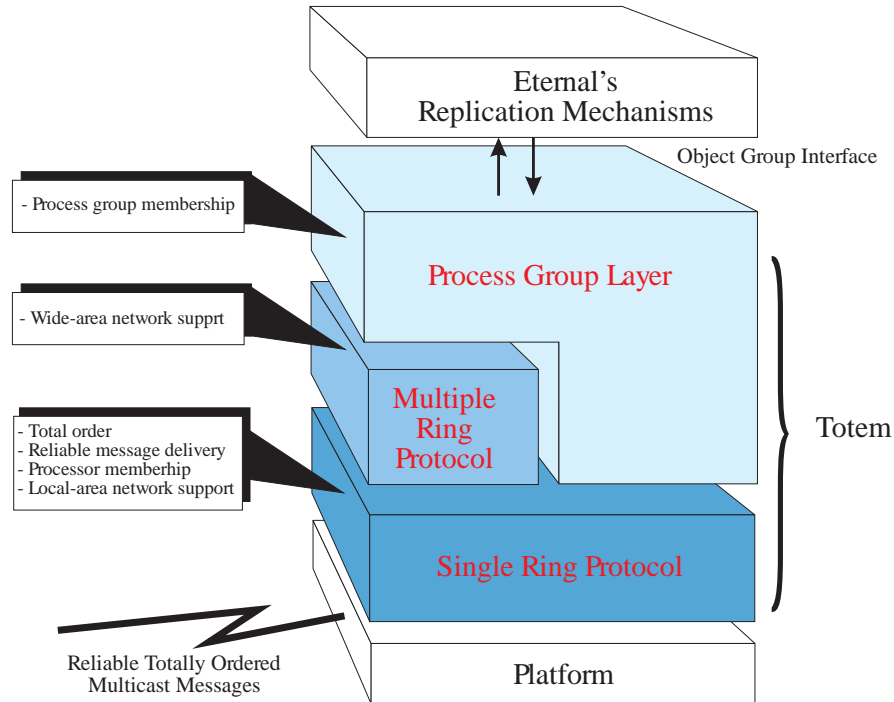 Eternal's
Replication Mechanisms
Object Group Interface
- Process group membership
Process Group Layer
- Wide-area network supprt
Multiple
Ring
Protocol
- Total order
- Reliable message delivery
- Processor memberhip
- Local-area network support
Totem
Single Ring Protocol
Reliable Totally Ordered
Multicast Messages
Platform